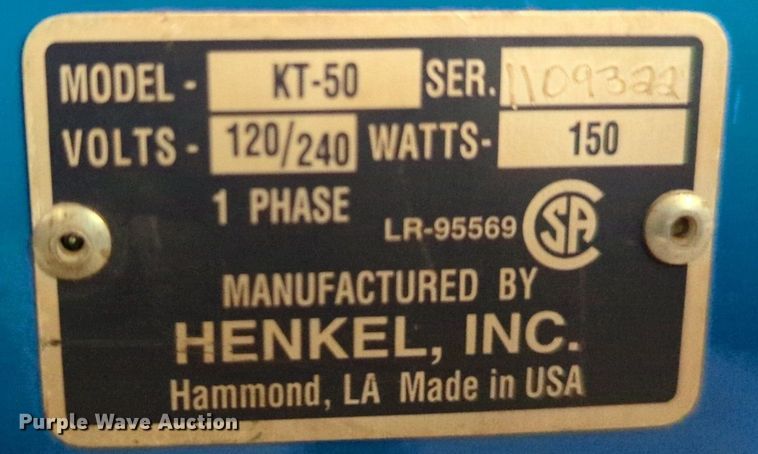 MODEL - KT-50 SER. 1109322
VOLTS - 120/240 WATTS- 150
1 PHASE LR-95569 CSA
MANUFACTURED BY
HENKEL, INC.
Hammond, LA Made in USA
Purple Wave Auction